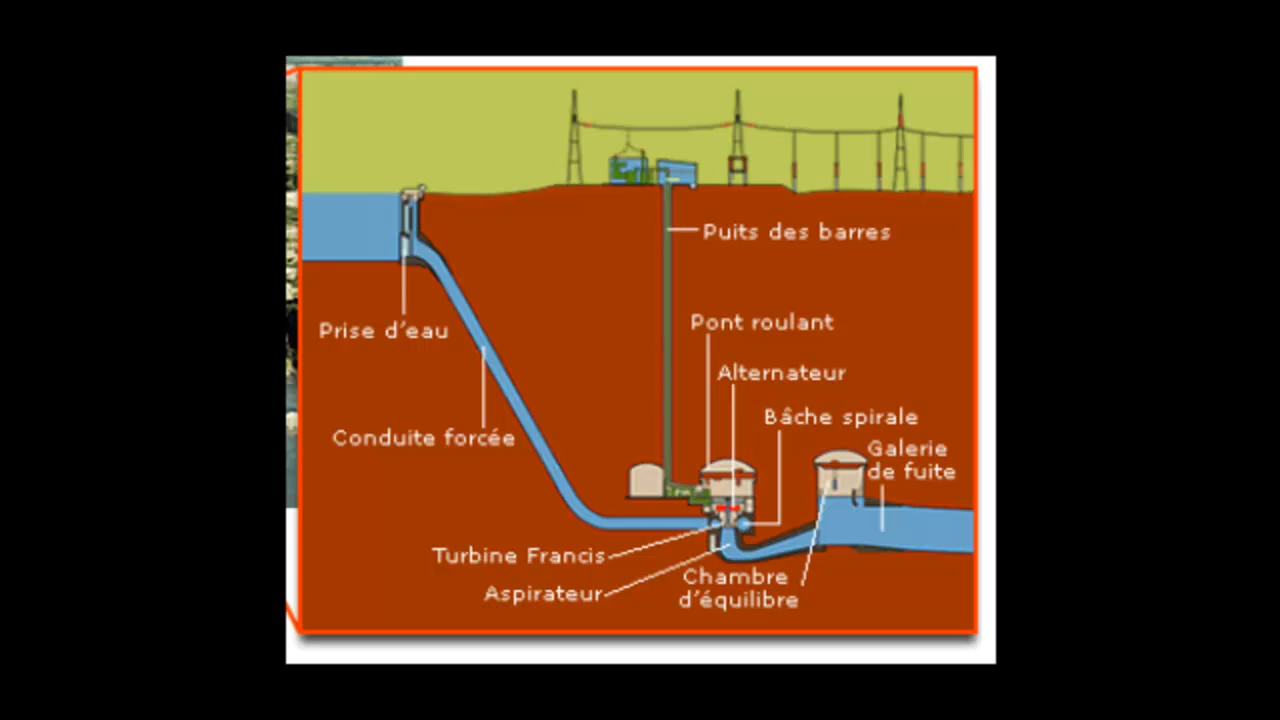 Puits des barres
Pont roulant
Prise d'eau
Alternateur
Bâche spirale
Conduite forcée
Galerie
de fuite
Turbine Francis
Aspirateur
Chambre
d'équilibre